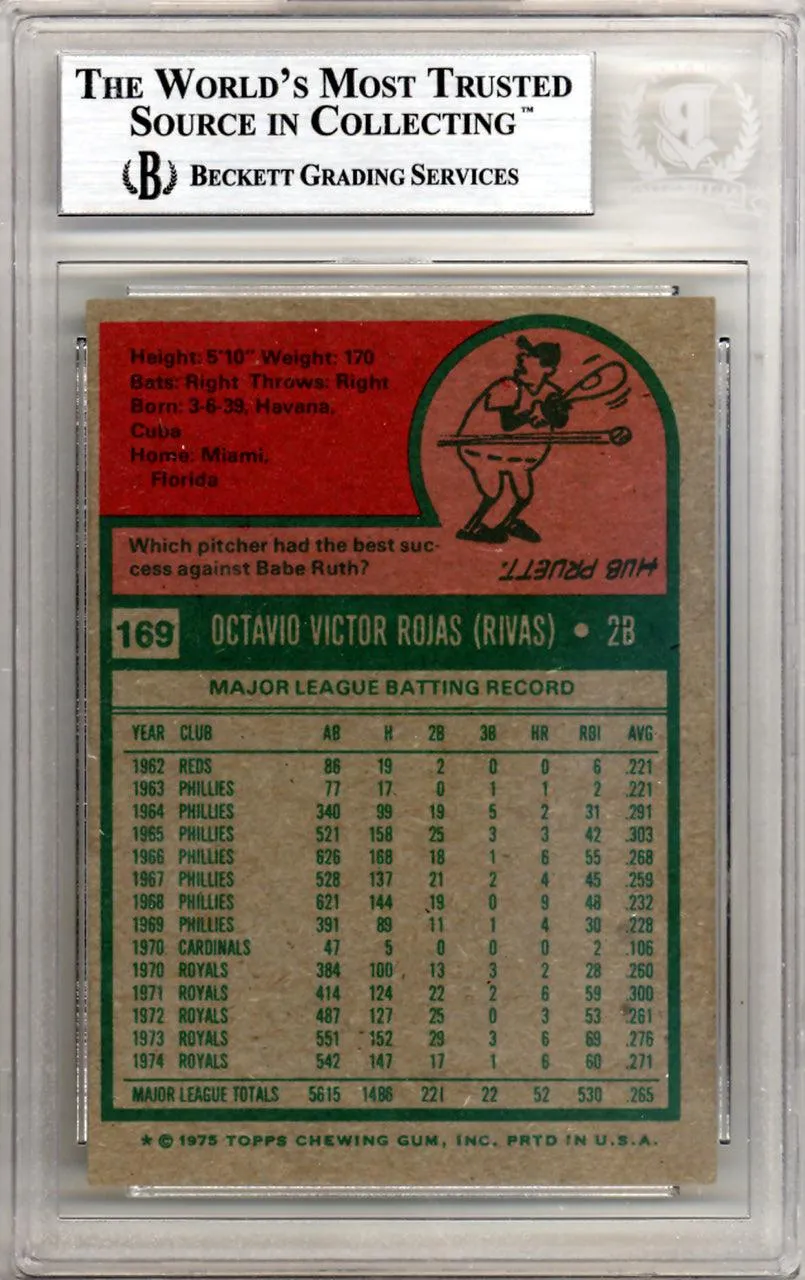 THE WORLD'S MOST TRUSTED
SOURCE IN COLLECTING™
B BECKETT GRADING SERVICES
Height: 5'10" Weight: 170
Bats: Right Throws: Right
Born: 3-6-39, Havana,
Cuba
Home: Miami,
Florida
Which pitcher had the best suc-
cess against Babe Ruth?
HUB PRUETT.
169 OCTAVIO VICTOR ROJAS (RIVAS) • 2B
MAJOR LEAGUE BATTING RECORD
YEAR CLUB AB H 2B 3B HR RBI AVG
1962 REDS 86 19 2 0 0 6 .221
1963 PHILLIES 77 17 0 1 1 2 .221
1964 PHILLIES 340 99 19 5 2 31 .291
1965 PHILLIES 521 158 25 3 3 42 .303
1966 PHILLIES 626 168 18 1 6 55 .268
1967 PHILLIES 528 137 21 2 4 45 .259
1968 PHILLIES 621 144 19 0 9 48 .232
1969 PHILLIES 391 89 11 1 4 30 .228
1970 CARDINALS 47 5 0 0 0 2 .106
1970 ROYALS 384 100 13 3 2 28 .260
1971 ROYALS 414 124 22 2 6 59 .300
1972 ROYALS 487 127 25 0 3 53 .261
1973 ROYALS 551 152 29 3 6 69 .276
1974 ROYALS 542 147 17 1 6 60 .271
MAJOR LEAGUE TOTALS 5615 1486 221 22 52 530 .265
* © 1975 TOPPS CHEWING GUM, INC. PRTD IN U.S.A.